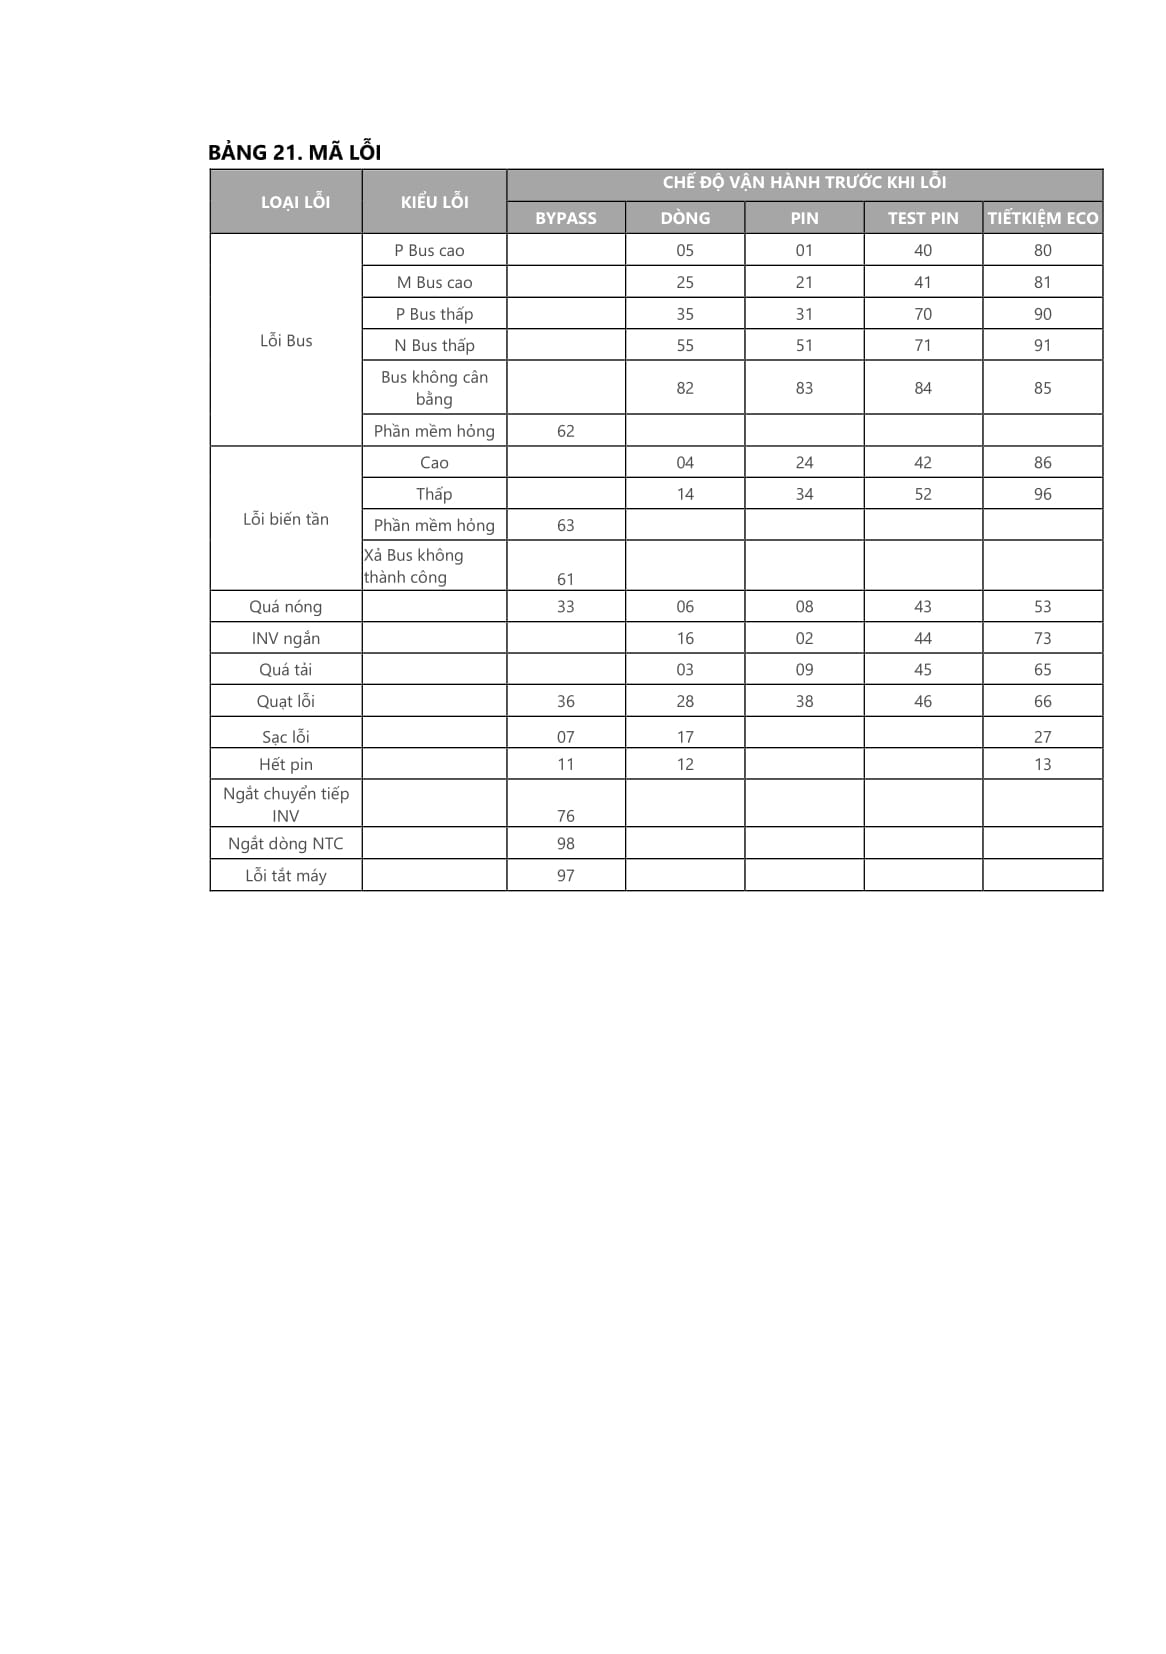 BẢNG 21. MÃ LỖI
LOẠI LỖI KIỂU LỖI CHẾ ĐỘ VẬN HÀNH TRƯỚC KHI LỖI
BYPASS DÒNG PIN TEST PIN TIẾTKIỆM ECO
Lỗi Bus P Bus cao 05 01 40 80
M Bus cao 25 21 41 81
P Bus thấp 35 31 70 90
N Bus thấp 55 51 71 91
Bus không cân
bằng 82 83 84 85
Phần mềm hỏng 62
Lỗi biến tần Cao 04 24 42 86
Thấp 14 34 52 96
Phần mềm hỏng 63
Xả Bus không
thành công 61
Quá nóng 33 06 08 43 53
INV ngắn 16 02 44 73
Quá tải 03 09 45 65
Quạt lỗi 36 28 38 46 66
Sạc lỗi 07 17 27
Hết pin 11 12 13
Ngắt chuyển tiếp
INV 76
Ngắt dòng NTC 98
Lỗi tắt máy 97